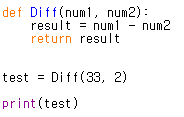 def Diff(num1, num2):
    result = num1 - num2
    return result
test = Diff(33, 2)
print(test)